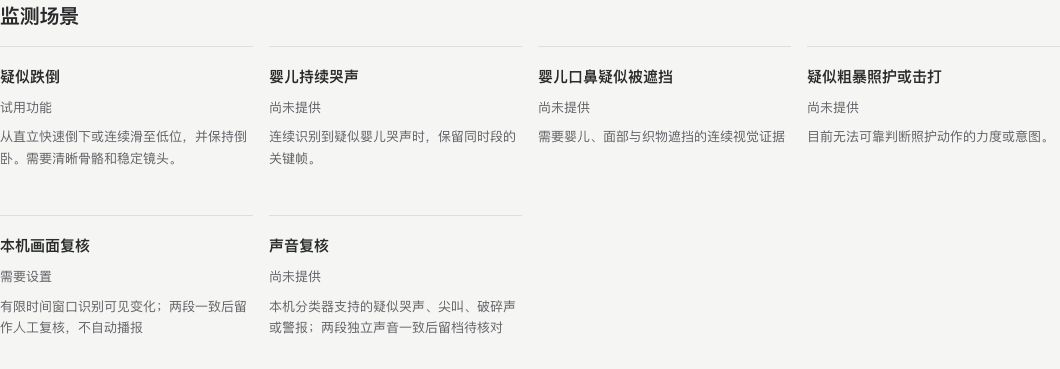 监测场景
疑似跌倒
试用功能
从直立快速倒下或连续滑至低位，并保持倒
卧。需要清晰骨骼和稳定镜头。
婴儿持续哭声
尚未提供
连续识别到疑似婴儿哭声时，保留同时段的
关键帧。
婴儿口鼻疑似被遮挡
尚未提供
需要婴儿、面部与织物遮挡的连续视觉证据
疑似粗暴照护或击打
尚未提供
目前无法可靠判断照护动作的力度或意图。
本机画面复核
需要设置
有限时间窗口识别可见变化；两段一致后留
作人工复核，不自动播报
声音复核
尚未提供
本机分类器支持的疑似哭声、尖叫、破碎声
或警报；两段独立声音一致后留档待核对